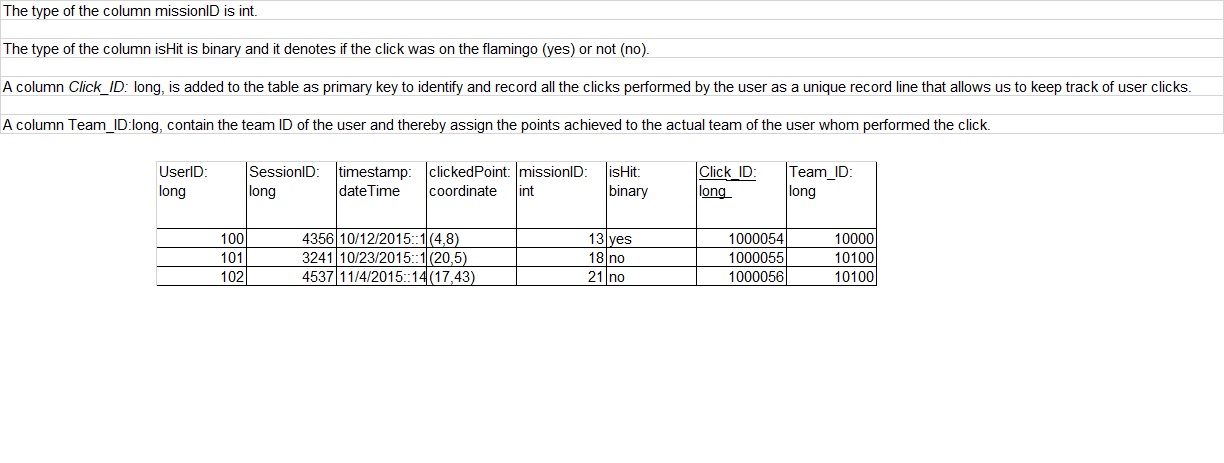 The type of the column missionID is int.
The type of the column isHit is binary and it denotes if the click was on the flamingo (yes) or not (no).
A column Click_ID: long, is added to the table as primary key to identify and record all the clicks performed by the user as a unique record line that allows us to keep track of user clicks.
A column Team_ID:long, contain the team ID of the user and thereby assign the points achieved to the actual team of the user whom performed the click.
UserID: SessionID: timestamp: clickedPoint: missionID: isHit: Click_ID: Team_ID:
long long dateTime coordinate int binary long long
100 4356 10/12/2015::1 (4,8) 13 yes 1000054 10000
101 3241 10/23/2015::1 (20,5) 18 no 1000055 10100
102 4537 11/4/2015::14 (17,43) 21 no 1000056 10100